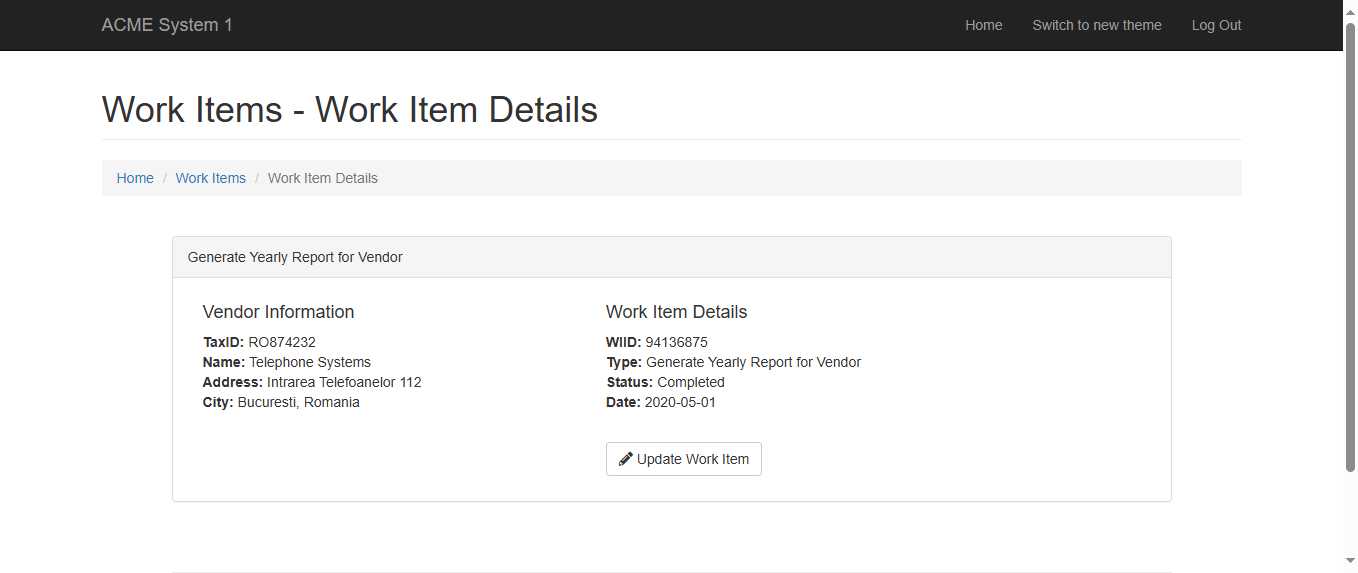 ACME System 1 Home Switch to new theme Log Out
Work Items - Work Item Details
Home / Work Items / Work Item Details
Generate Yearly Report for Vendor
Vendor Information
TaxID: RO874232
Name: Telephone Systems
Address: Intrarea Telefoanelor 112
City: Bucuresti, Romania
Work Item Details
WIID: 94136875
Type: Generate Yearly Report for Vendor
Status: Completed
Date: 2020-05-01
Update Work Item